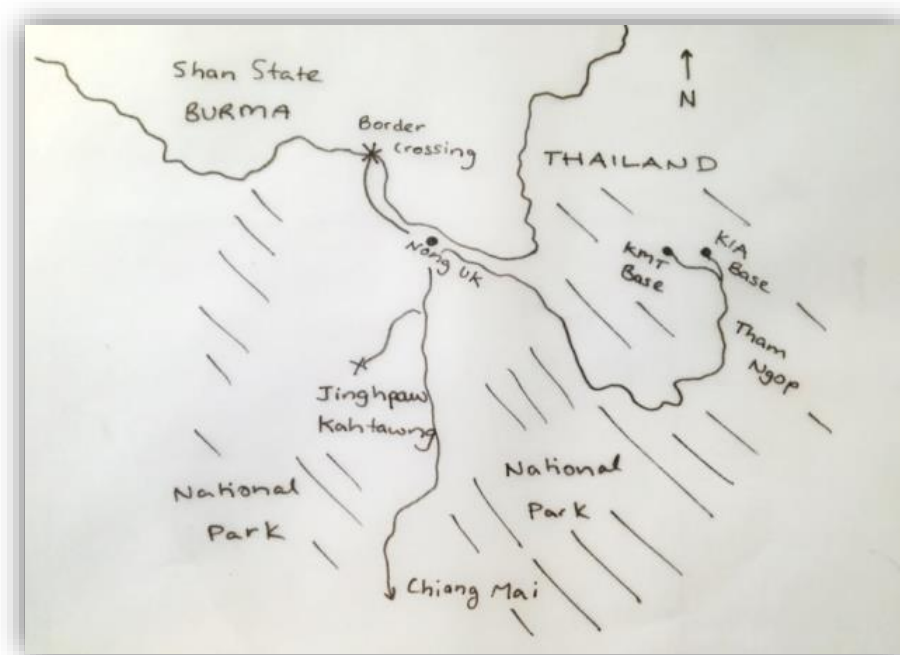 Shan State
BURMA
N
Border
crossing
THAILAND
Nong UK
KMT
Base
KIA
Base
Tham
Ngop
Jinghpaw
Kahtawng
National
Park
National
Park
Chiang Mai